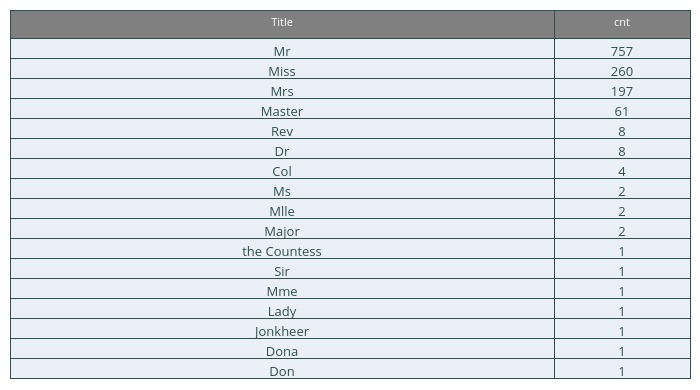 Title cnt
Mr 757
Miss 260
Mrs 197
Master 61
Rev 8
Dr 8
Col 4
Ms 2
Mlle 2
Major 2
the Countess 1
Sir 1
Mme 1
Lady 1
Jonkheer 1
Dona 1
Don 1